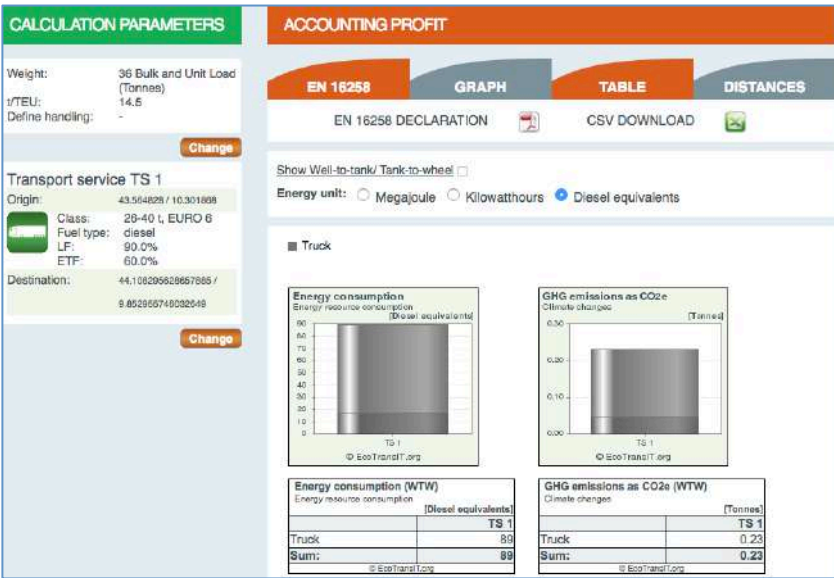 CALCULATION PARAMETERS
Weight: 36 Bulk and Unit Load
(Tonnes)
t/TEU: 14.5
Define handling: -
Change
Transport service TS 1
Origin: 43.564828 / 10.301868
Class: 26-40 t, EURO 6
Fuel type: diesel
LF: 90.0%
ETF: 60.0%
Destination: /
Change
ACCOUNTING PROFIT
EN 16258 GRAPH TABLE DISTANCES
EN 16258 DECLARATION CSV DOWNLOAD
Show Well-to-tank/ Tank-to-wheel
Energy unit: Megajoule Kilowatthours Diesel equivalents
Truck
Energy consumption
Energy resource consumption
[Diesel equivalents]
90
80
70
60
50
40
30
20
10
0
TS 1
© EcoTransIT.org
GHG emissions as CO2e
Climate changes
[Tonnes]
0.30
0.20
0.10
0.00
TS 1
© EcoTransIT.org
Energy consumption (WTW)
Energy resource consumption
[Diesel equivalents]
TS 1
Truck 89
Sum: 89
© EcoTransIT.org
GHG emissions as CO2e (WTW)
Climate changes
[Tonnes]
TS 1
Truck 0.23
Sum: 0.23
© EcoTransIT.org